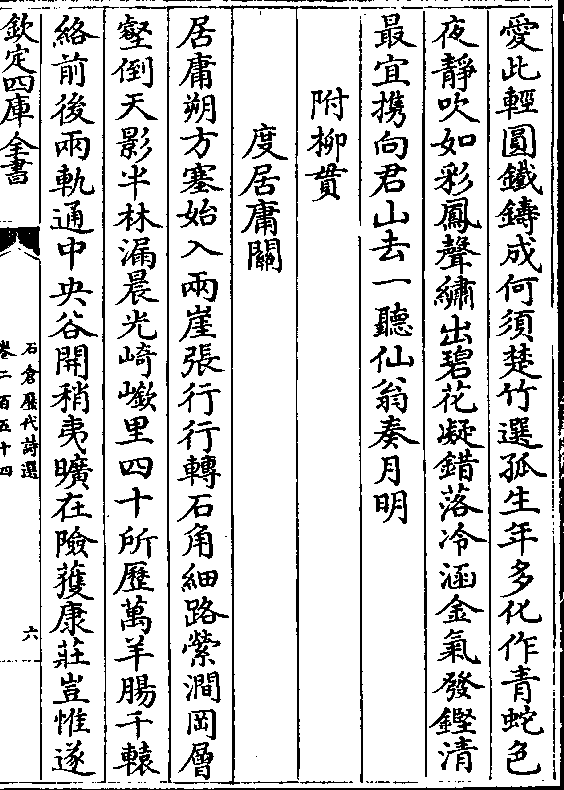 愛此輕圓鐵鑄成何須楚竹選孤生年多化作青蛇色
夜靜吹如彩鳳聲繡出碧花凝錯落冷涵金氣發鏗清
最宜攜向君山去一聽仙翁奏月明
附柳貫
度居庸關
居庸朔方塞始入兩崖張行行轉石角細路縈澗岡層
壑倒天影半林漏晨光崎嶔里四十所歷萬羊腸千轅
絡前後兩軌通中央谷開稍夷曠在險獲康莊豈惟遂
欽定四庫全書
石倉歷代詩選
卷二百五十四
六